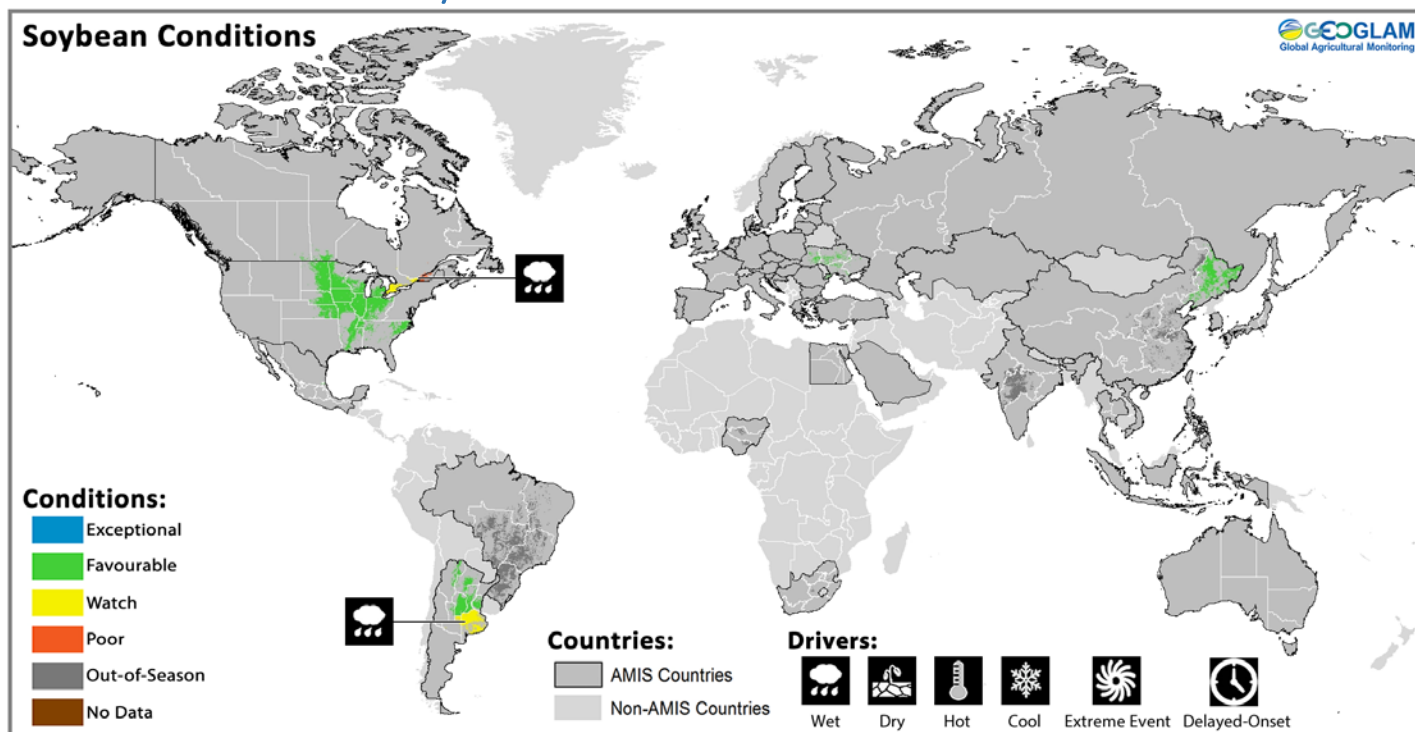 Soybean Conditions
GEOGLAM
Global Agricultural Monitoring
Conditions:
Exceptional
Favourable
Watch
Poor
Out-of-Season
No Data
Countries:
AMIS Countries
Non-AMIS Countries
Drivers:
Wet
Dry
Hot
Cool
Extreme Event
Delayed-Onset